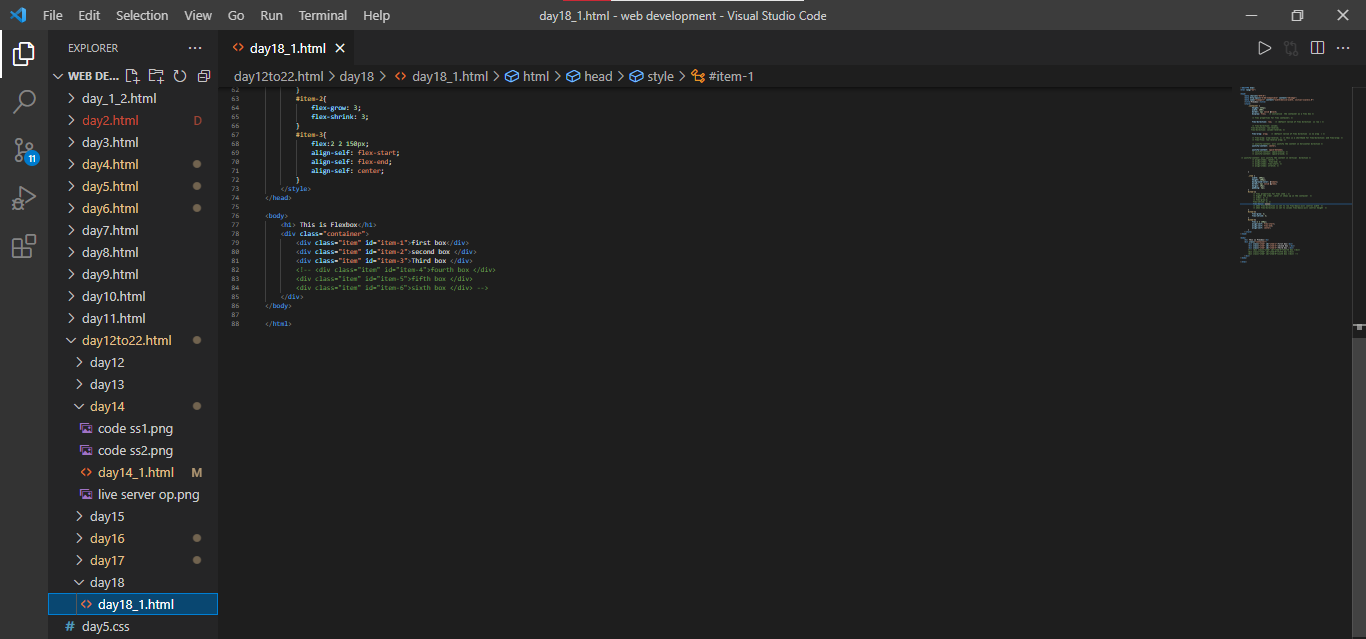 File Edit Selection View Go Run Terminal Help
day18_1.html - web development - Visual Studio Code
EXPLORER
day18_1.html
WEB DE...
day12to22.html > day18 > day18_1.html > html > head > style > #item-1
day_1_2.html
day2.html D
day3.html
day4.html
day5.html
day6.html
day7.html
day8.html
day9.html
day10.html
day11.html
day12to22.html
day12
day13
day14
code ss1.png
code ss2.png
day14_1.html M
live server op.png
day15
day16
day17
day18
day18_1.html
day5.css
11
62 }
63 #item-2{
64 flex-grow: 3;
65 flex-shrink: 3;
66 }
67 #item-3{
68 flex:2 2 150px;
69 align-self: flex-start;
70 align-self: flex-end;
71 align-self: center;
72 }
73 </style>
74 </head>
75
76 <body>
77 <h1> This is Flexbox</h1>
78 <div class="container">
79 <div class="item" id="item-1">first box</div>
80 <div class="item" id="item-2">second box </div>
81 <div class="item" id="item-3">Third box </div>
82 <!-- <div class="item" id="item-4">fourth box </div>
83 <div class="item" id="item-5">fifth box </div>
84 <div class="item" id="item-6">sixth box </div> -->
85 </div>
86 </body>
87
88 </html>